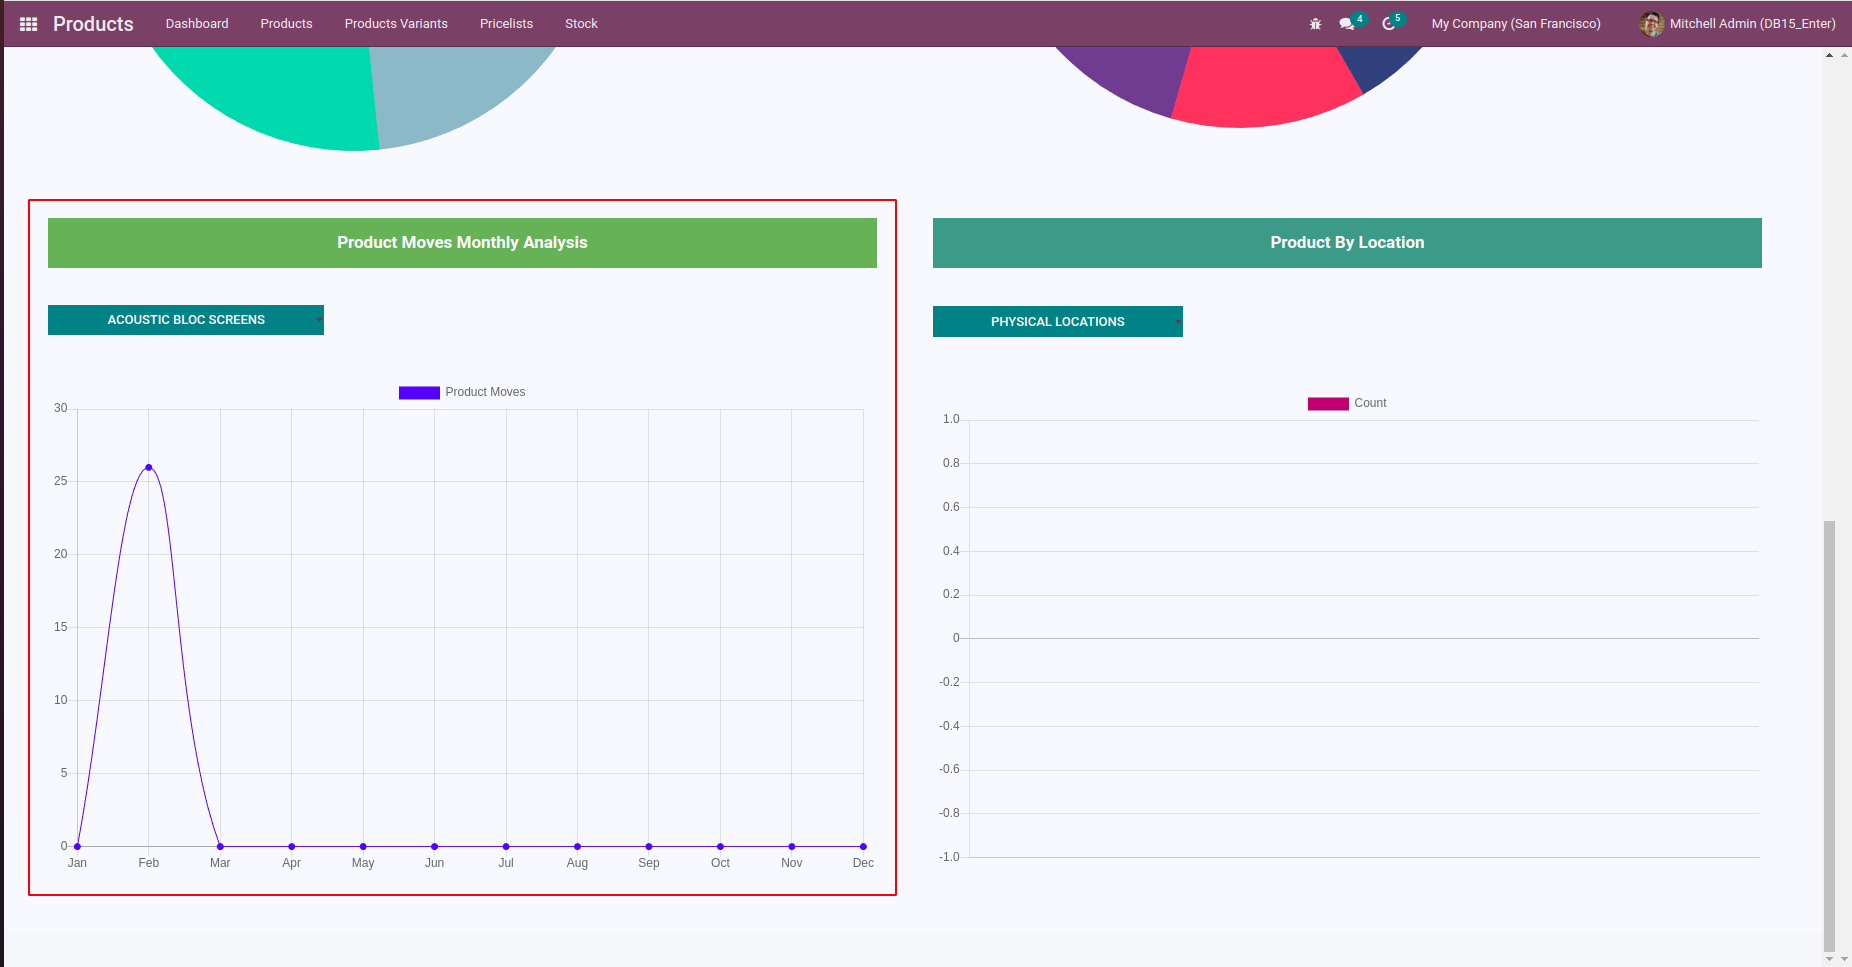 Products Dashboard Products Products Variants Pricelists Stock 4 5 My Company (San Francisco) Mitchell Admin (DB15_Enter)
Product Moves Monthly Analysis
ACOUSTIC BLOC SCREENS
Product Moves
30
25
20
15
10
5
0
Jan Feb Mar Apr May Jun Jul Aug Sep Oct Nov Dec
Product By Location
PHYSICAL LOCATIONS
Count
1.0
0.8
0.6
0.4
0.2
0
-0.2
-0.4
-0.6
-0.8
-1.0